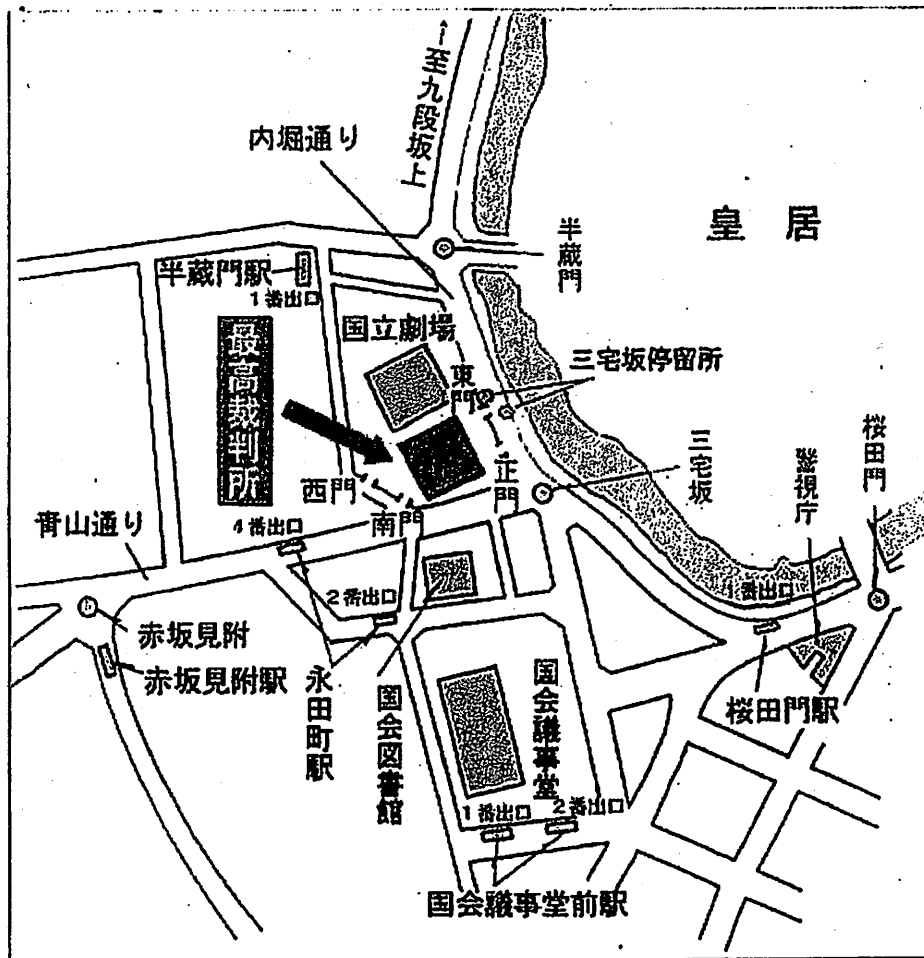 ←至九段坂上
内堀通り
皇居
半蔵門
半蔵門駅
1番出口
国立劇場
最高裁判所
東門
三宅坂停留所
正門
三宅坂
桜田門
警視庁
西門
南門
青山通り
4番出口
2番出口
1番出口
赤坂見附
赤坂見附駅
永田町駅
国会図書館
国会議事堂
桜田門駅
1番出口
2番出口
国会議事堂前駅